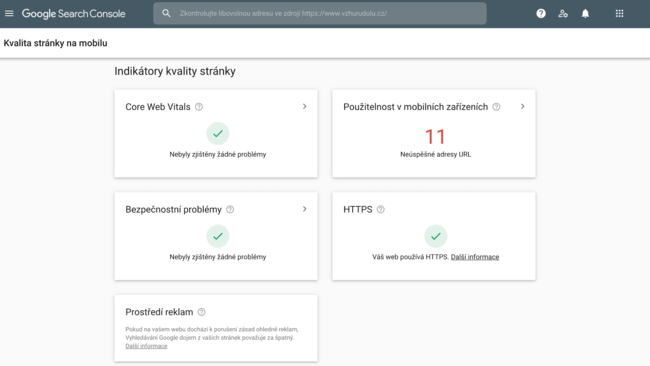 Google Search Console
Zkontrolujte libovolnou adresu ve zdroji https://www.vzhurudolu.cz/
Kvalita stránky na mobilu
Indikátory kvality stránky
Core Web Vitals
Nebyly zjištěny žádné problémy
Použitelnost v mobilních zařízeních
11
Neúspěšné adresy URL
Bezpečnostní problémy
Nebyly zjištěny žádné problémy
HTTPS
Váš web používá HTTPS. Další informace
Prostředí reklam
Pokud na vašem webu dochází k porušení zásad ohledně reklam,
Vyhledávání Google dojem z vašich stránek považuje za špatný.
Další informace